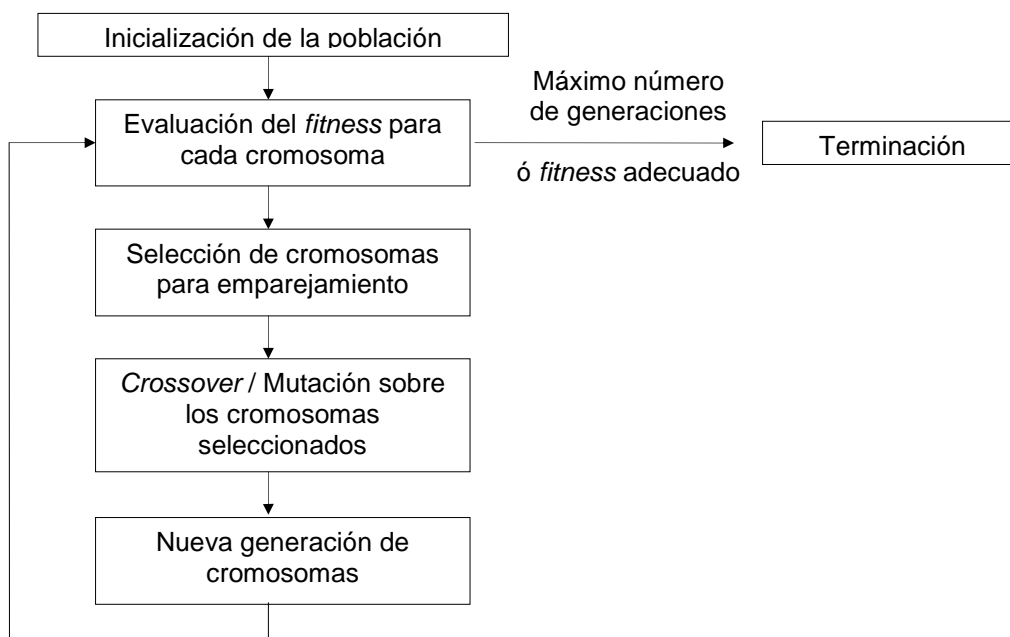 Inicialización de la población
Evaluación del fitness para
cada cromosoma
Máximo número
de generaciones
ó fitness adecuado
Terminación
Selección de cromosomas
para emparejamiento
Crossover / Mutación sobre
los cromosomas
seleccionados
Nueva generación de
cromosomas